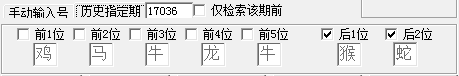 手动输入号 历史指定期 17036 仅检索该期前
前1位 前2位 前3位 前4位 前5位 后1位 后2位
鸡 马 牛 龙 牛 猴 蛇